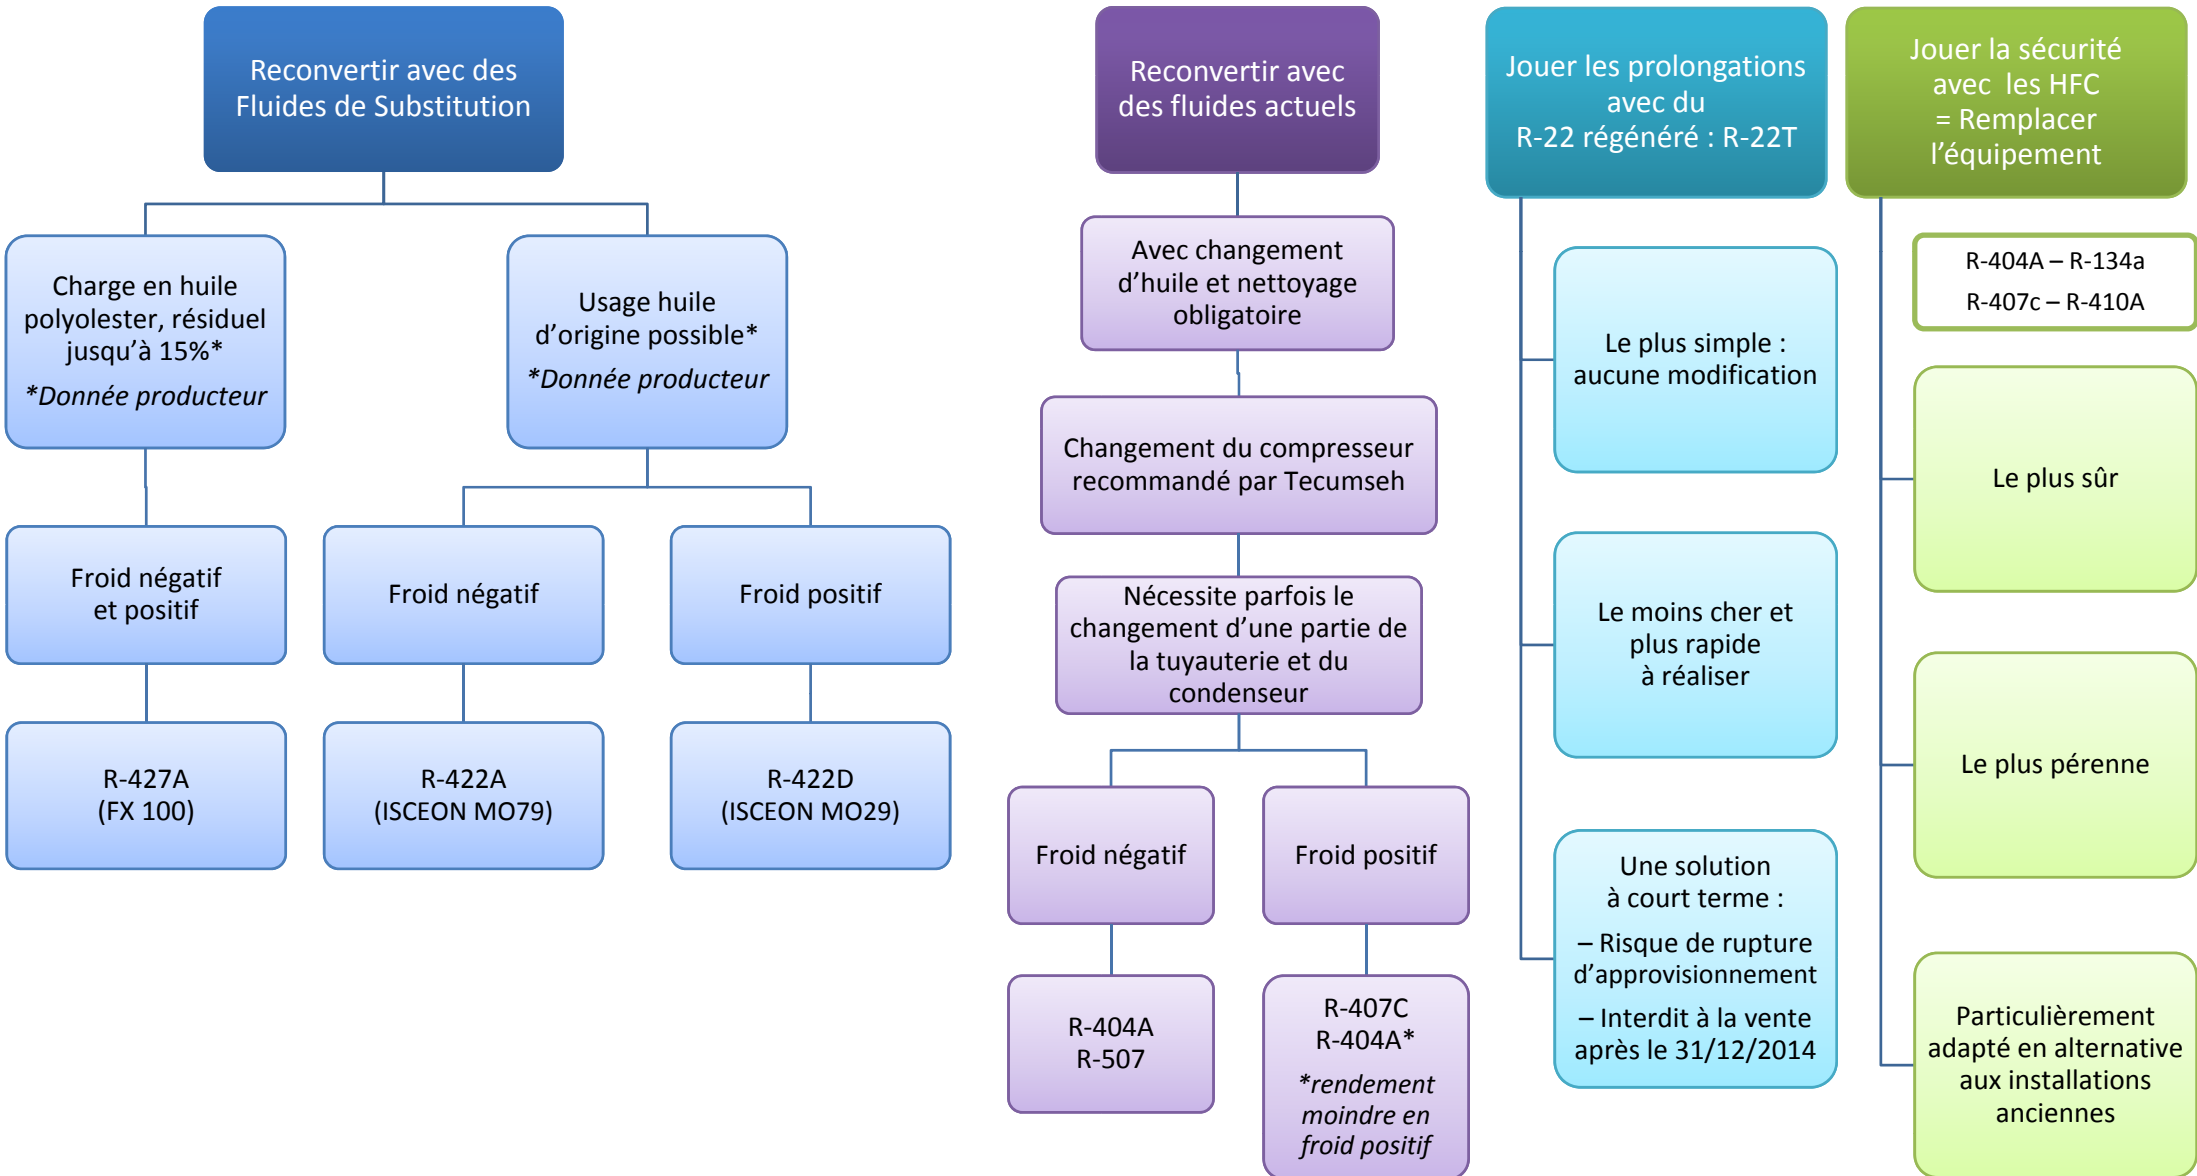 Reconvertir avec des
Fluides de Substitution
Charge en huile
polyolester, résiduel
jusqu'à 15%*
*Donnée producteur
Usage huile
d'origine possible*
*Donnée producteur
Froid négatif
et positif
Froid négatif
Froid positif
R-427A
(FX 100)
R-422A
(ISCEON MO79)
R-422D
(ISCEON MO29)
Reconvertir avec
des fluides actuels
Avec changement
d'huile et nettoyage
obligatoire
Changement du compresseur
recommandé par Tecumseh
Nécessite parfois le
changement d'une partie de
la tuyauterie et du
condenseur
Froid négatif
Froid positif
R-404A
R-507
R-407C
R-404A*
*rendement
moindre en
froid positif
Jouer les prolongations
avec du
R-22 régénéré : R-22T
Le plus simple :
aucune modification
Le moins cher et
plus rapide
à réaliser
Une solution
à court terme :
– Risque de rupture
d'approvisionnement
– Interdit à la vente
après le 31/12/2014
Jouer la sécurité
avec  les HFC
= Remplacer
l'équipement
R-404A – R-134a
R-407c – R-410A
Le plus sûr
Le plus pérenne
Particulièrement
adapté en alternative
aux installations
anciennes